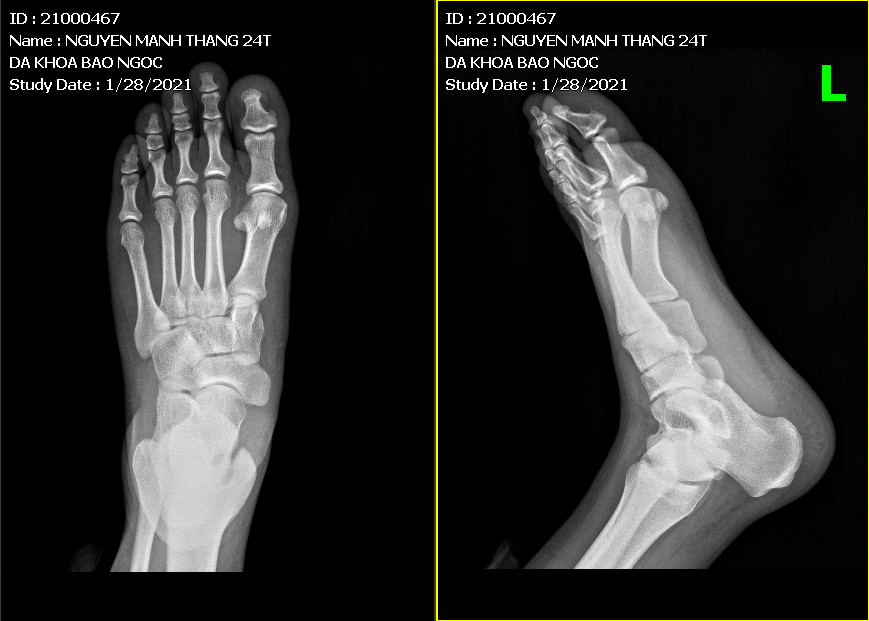 ID : 21000467
Name : NGUYEN MANH THANG 24T
DA KHOA BAO NGOC
Study Date : 1/28/2021
ID : 21000467
Name : NGUYEN MANH THANG 24T
DA KHOA BAO NGOC
Study Date : 1/28/2021
L